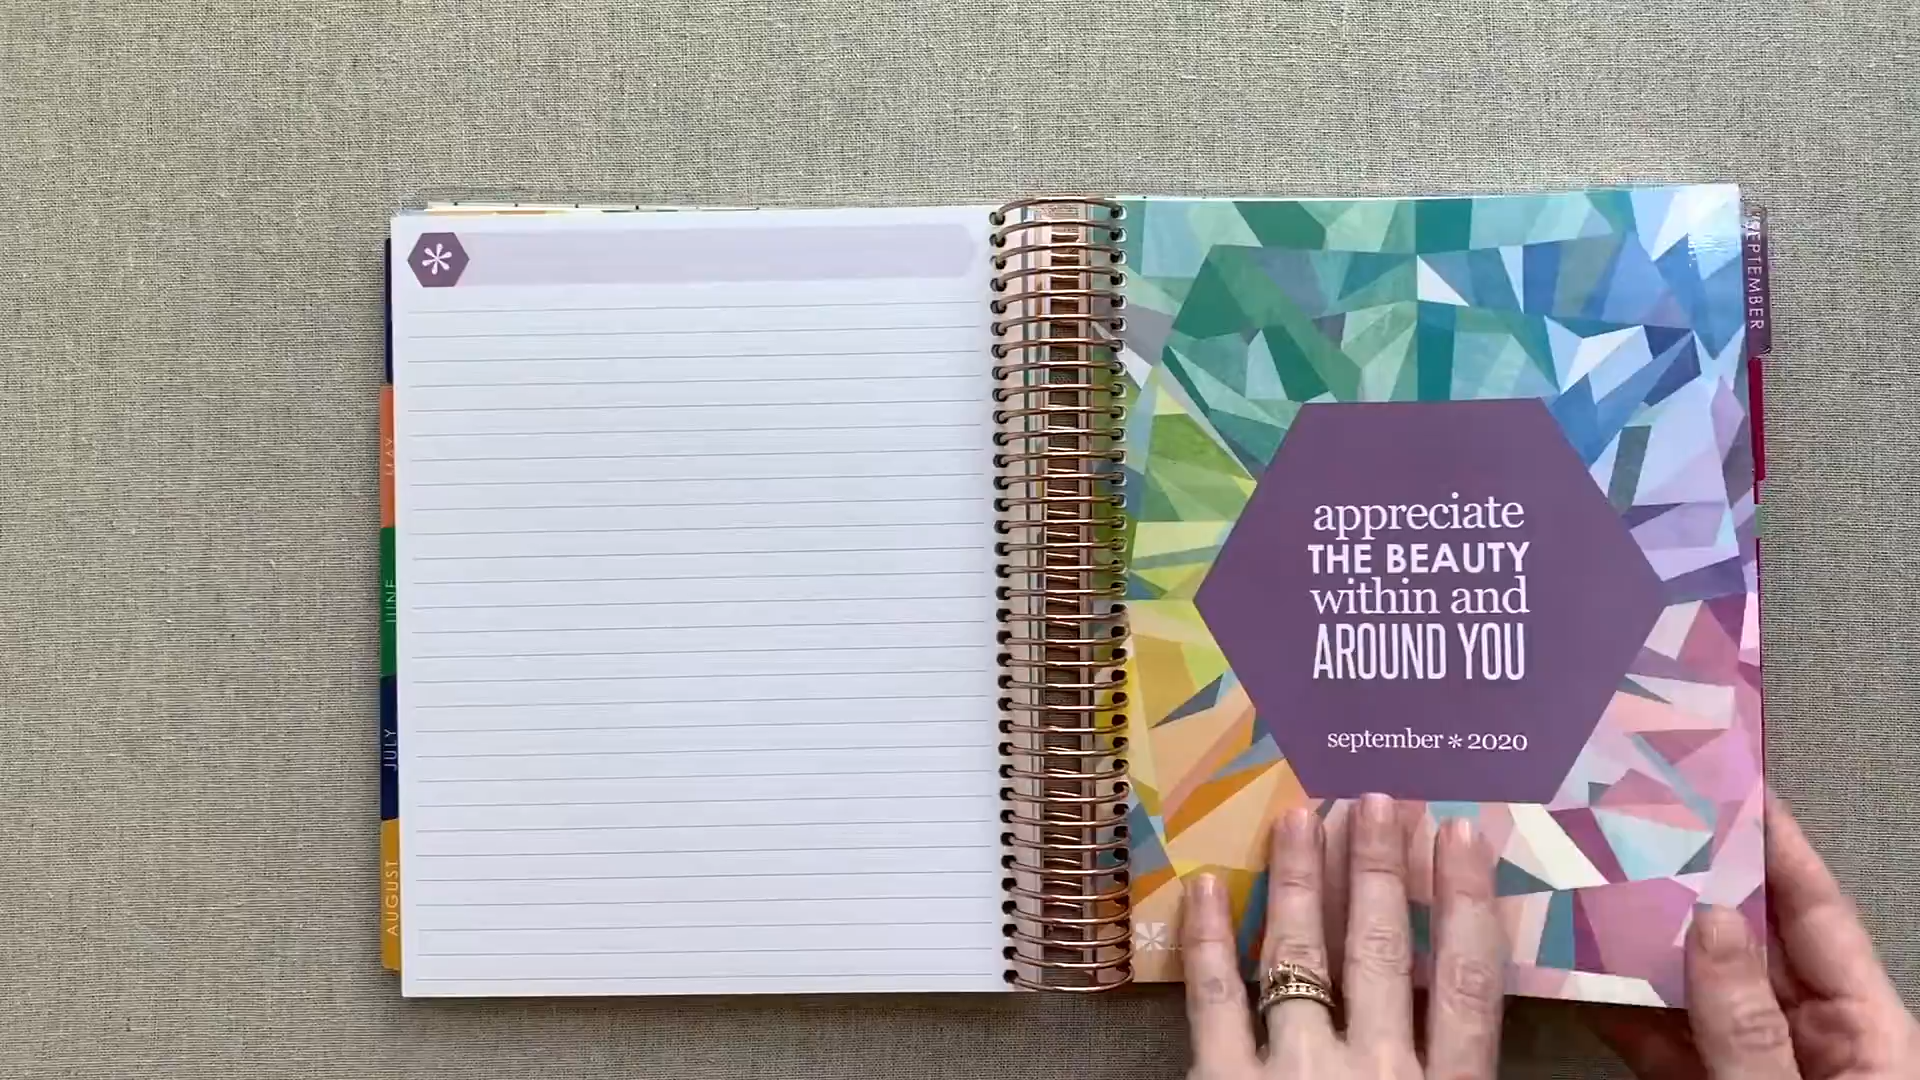 MAY
JUNE
JULY
AUGUST
appreciate
THE BEAUTY
within and
AROUND YOU
september * 2020
SEPTEMBER